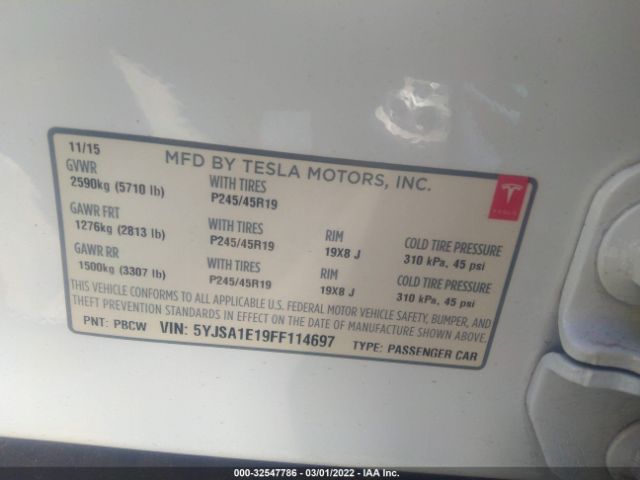 11/15
MFD BY TESLA MOTORS, INC.
GVWR
2590kg (5710 lb)
WITH TIRES
P245/45R19
TESLA
GAWR FRT
1276kg (2813 lb)
WITH TIRES
P245/45R19
RIM
19X8 J
COLD TIRE PRESSURE
310 kPa, 45 psi
GAWR RR
1500kg (3307 lb)
WITH TIRES
P245/45R19
RIM
19X8 J
COLD TIRE PRESSURE
310 kPa, 45 psi
THIS VEHICLE CONFORMS TO ALL APPLICABLE U.S. FEDERAL MOTOR VEHICLE SAFETY, BUMPER, AND
THEFT PREVENTION STANDARDS IN EFFECT ON THE DATE OF MANUFACTURE SHOWN ABOVE.
PNT: PBCW VIN: 5YJSA1E19FF114697 TYPE: PASSENGER CAR
000-32547786 - 03/01/2022 - IAA Inc.